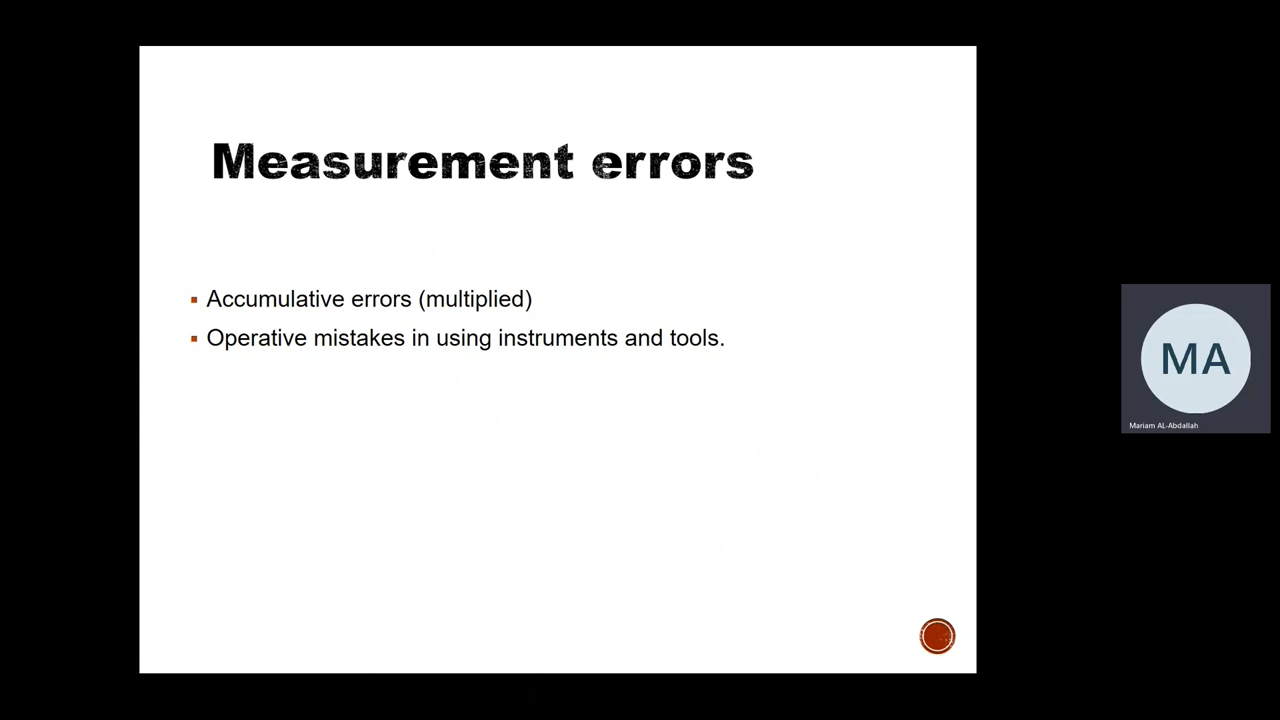 Measurement errors
Accumulative errors (multiplied)
Operative mistakes in using instruments and tools.
MA
Mariam AL-Abdallah